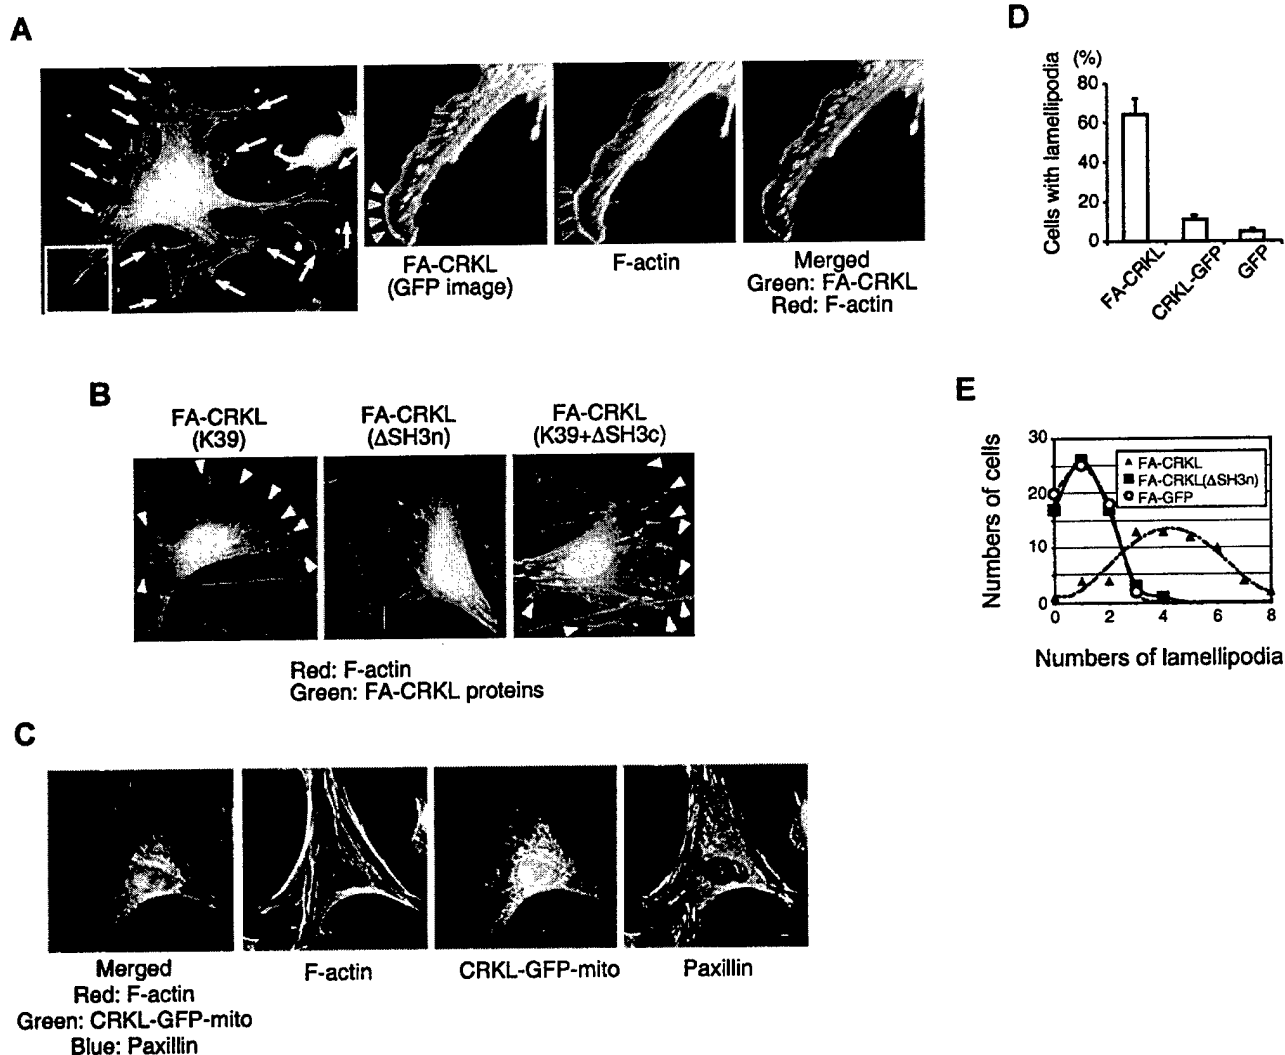 A
FA-CRKL
(GFP image)
F-actin
Merged
Green: FA-CRKL
Red: F-actin
D
(%)
Cells with lamellipodia
80
60
40
20
0
FA-CRKL
CRKL-GFP
GFP
B
FA-CRKL
(K39)
FA-CRKL
(ΔSH3n)
FA-CRKL
(K39+ΔSH3c)
Red: F-actin
Green: FA-CRKL proteins
E
Numbers of cells
30
20
10
0
FA-CRKL
FA-CRKL(ΔSH3n)
FA-GFP
0 2 4 6 8
Numbers of lamellipodia
C
Merged
Red: F-actin
Green: CRKL-GFP-mito
Blue: Paxillin
F-actin
CRKL-GFP-mito
Paxillin